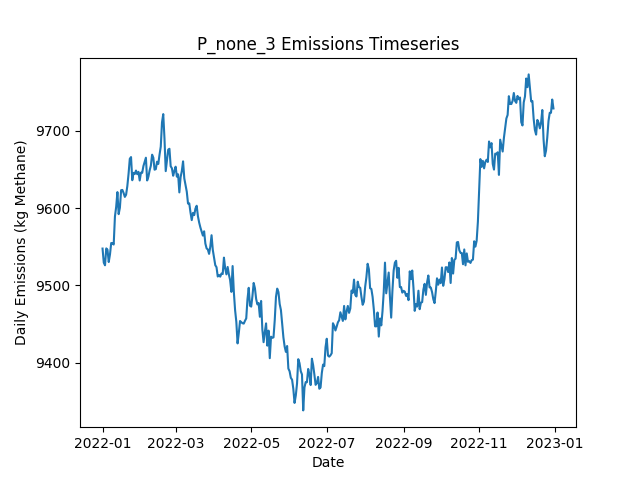 P_none_3 Emissions Timeseries
Daily Emissions (kg Methane)
9700
9600
9500
9400
2022-01 2022-03 2022-05 2022-07 2022-09 2022-11 2023-01
Date